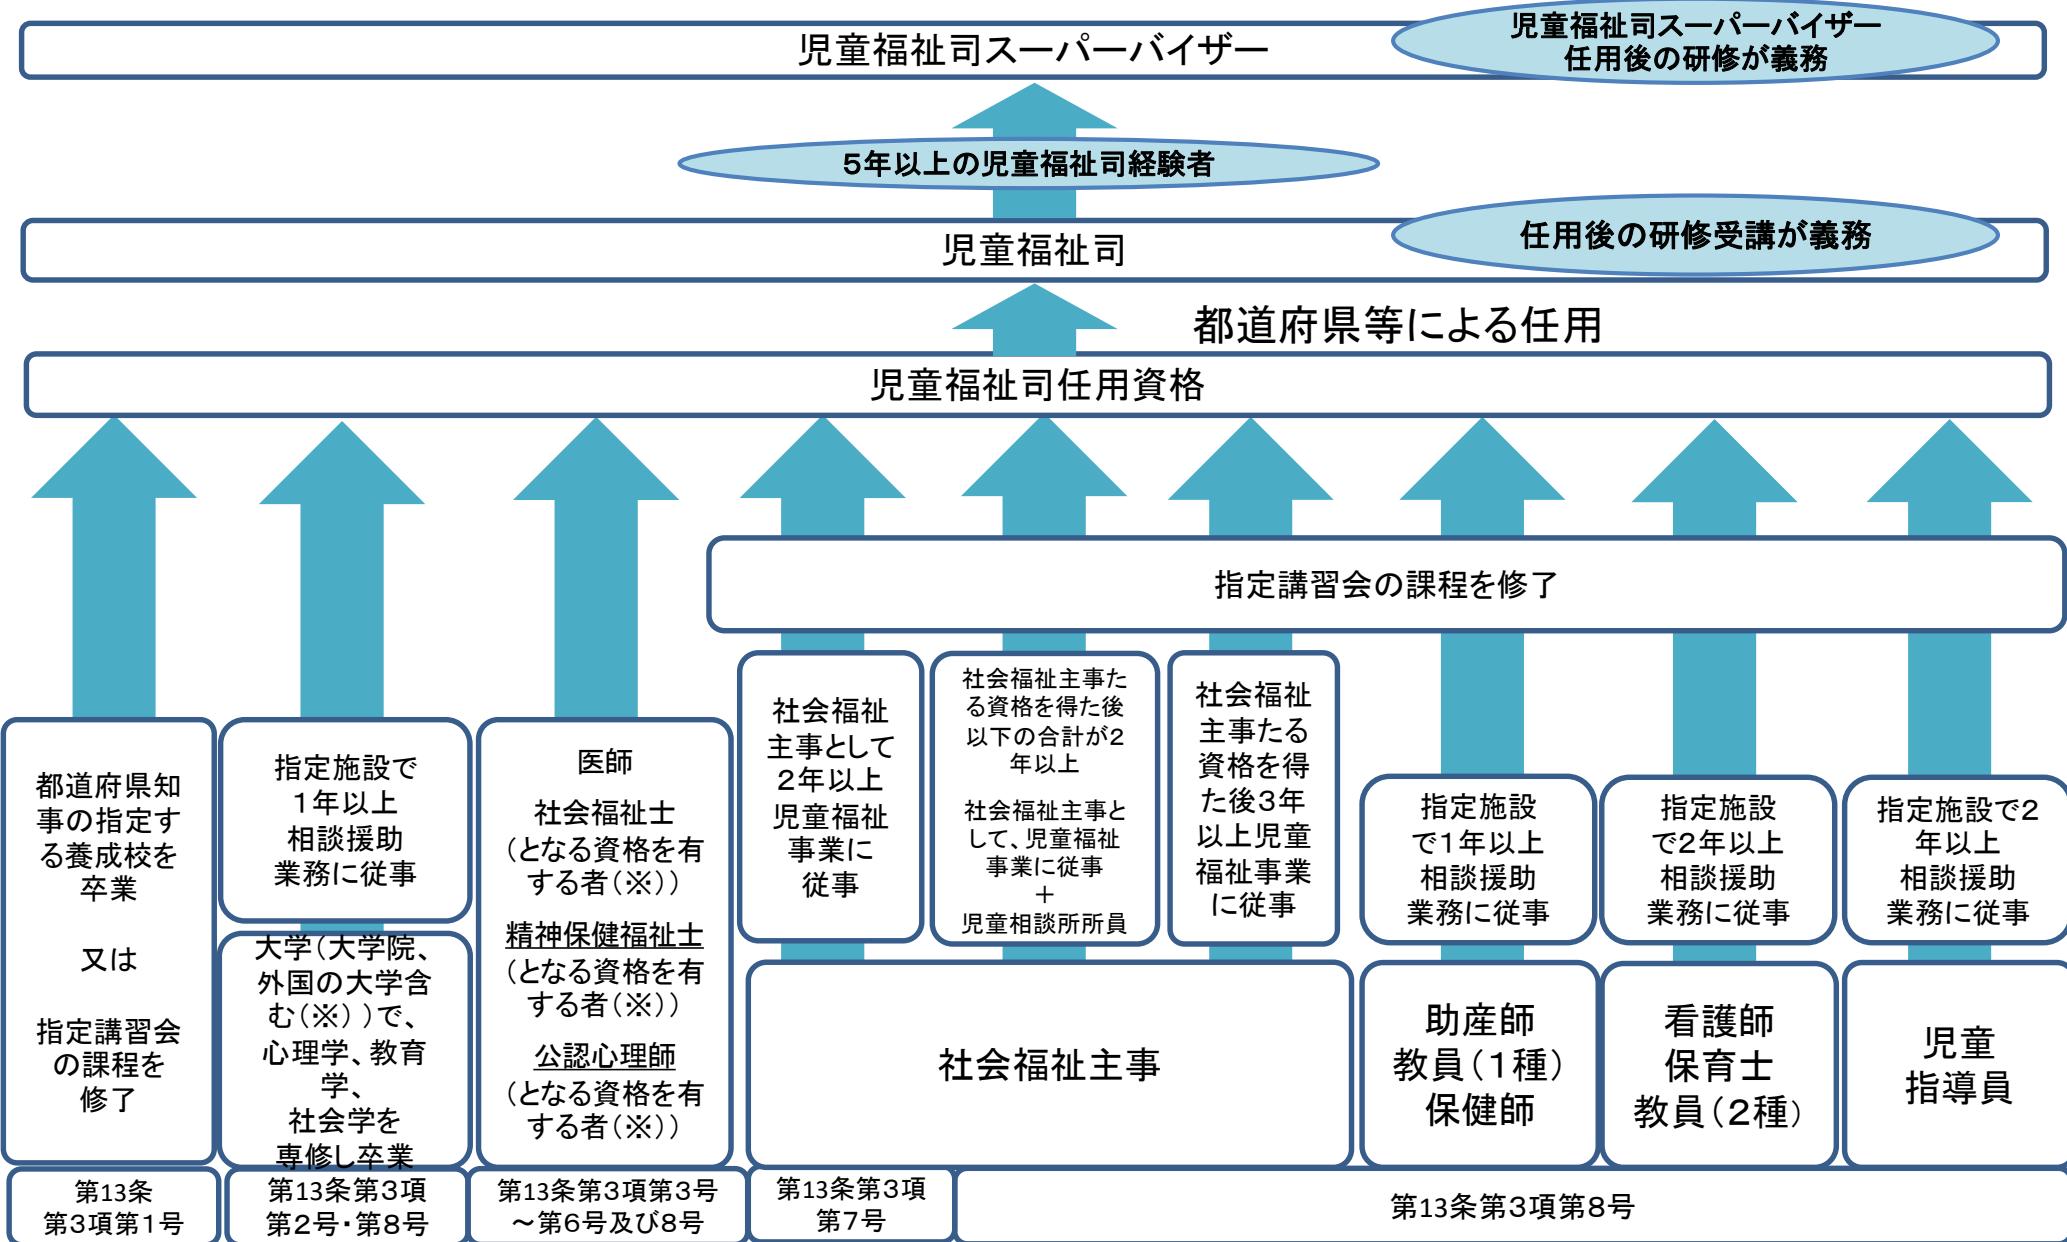 児童福祉司スーパーバイザー
児童福祉司スーパーバイザー
任用後の研修が義務
5年以上の児童福祉司経験者
児童福祉司
任用後の研修受講が義務
都道府県等による任用
児童福祉司任用資格
指定講習会の課程を修了
都道府県知
事の指定す
る養成校を
卒業
又は
指定講習会
の課程を
修了
第13条
第3項第1号
指定施設で
1年以上
相談援助
業務に従事
大学(大学院、
外国の大学含
む(※))で、
心理学、教育
学、
社会学を
専修し卒業
第13条第3項
第2号・第8号
医師
社会福祉士
(となる資格を有
する者(※))
精神保健福祉士
(となる資格を有
する者(※))
公認心理師
(となる資格を有
する者(※))
第13条第3項第3号
～第6号及び8号
社会福祉
主事として
2年以上
児童福祉
事業に
従事
社会福祉主事た
る資格を得た後
以下の合計が2
年以上
社会福祉主事と
して、児童福祉
事業に従事
+
児童相談所所員
社会福祉
主事たる
資格を得
た後3年
以上児童
福祉事業
に従事
社会福祉主事
第13条第3項
第7号
指定施設
で1年以上
相談援助
業務に従事
助産師
教員(1種)
保健師
指定施設
で2年以上
相談援助
業務に従事
看護師
保育士
教員(2種)
指定施設で2
年以上
相談援助
業務に従事
児童
指導員
第13条第3項第8号